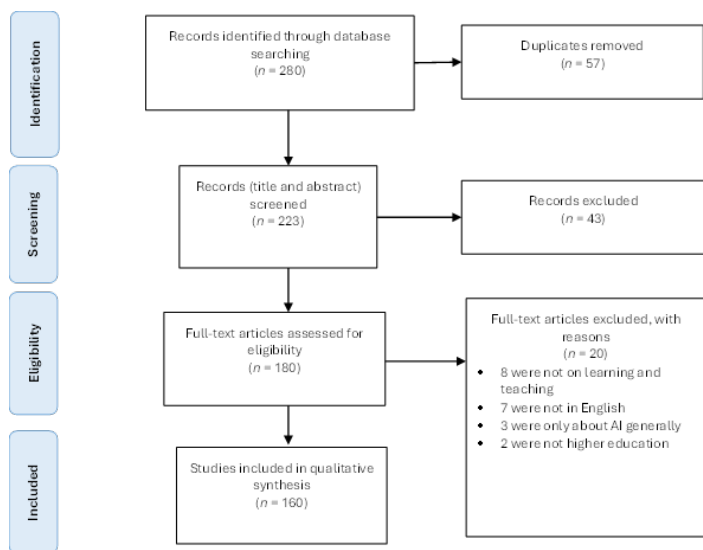 Identification
Records identified through database
searching
(n = 280)
Duplicates removed
(n = 57)
Screening
Records (title and abstract)
screened
(n = 223)
Records excluded
(n = 43)
Eligibility
Full-text articles assessed for
eligibility
(n = 180)
Full-text articles excluded, with
reasons
(n = 20)
• 8 were not on learning and
teaching
• 7 were not in English
• 3 were only about AI generally
• 2 were not higher education
Included
Studies included in qualitative
synthesis
(n = 160)